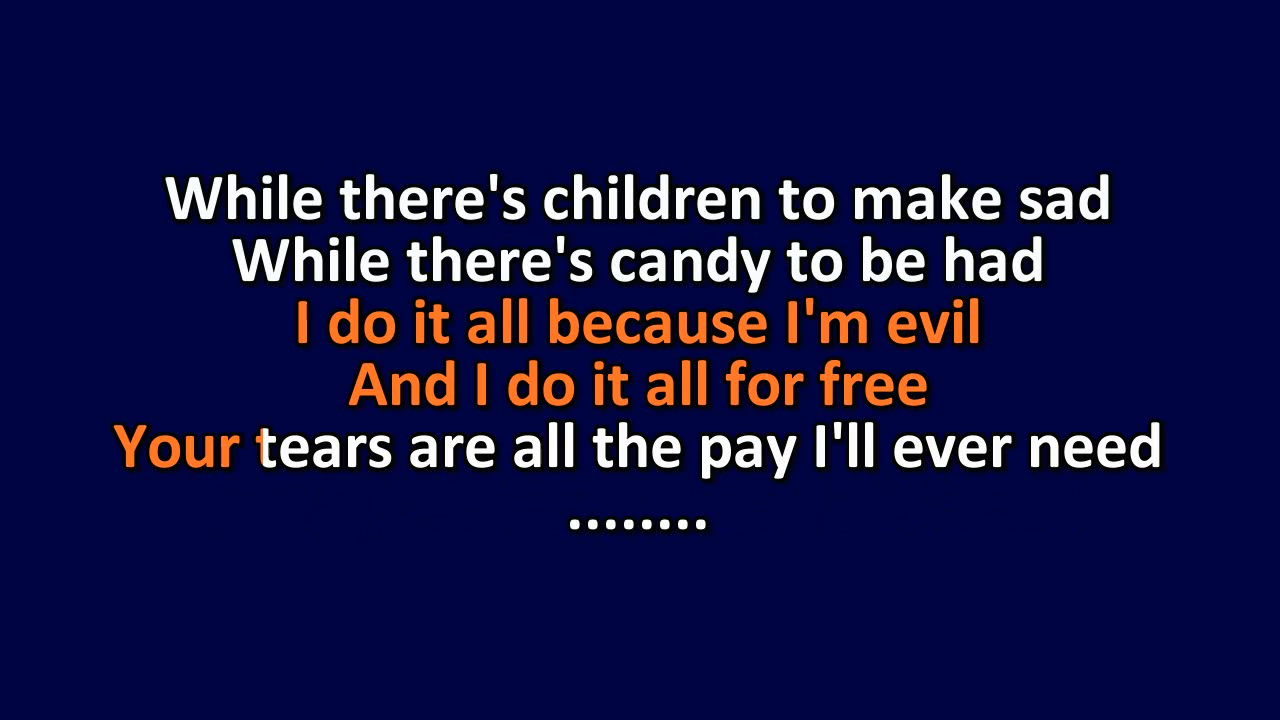 While there's children to make sad
While there's candy to be had
I do it all because I'm evil
And I do it all for free
Your tears are all the pay I'll ever need
........